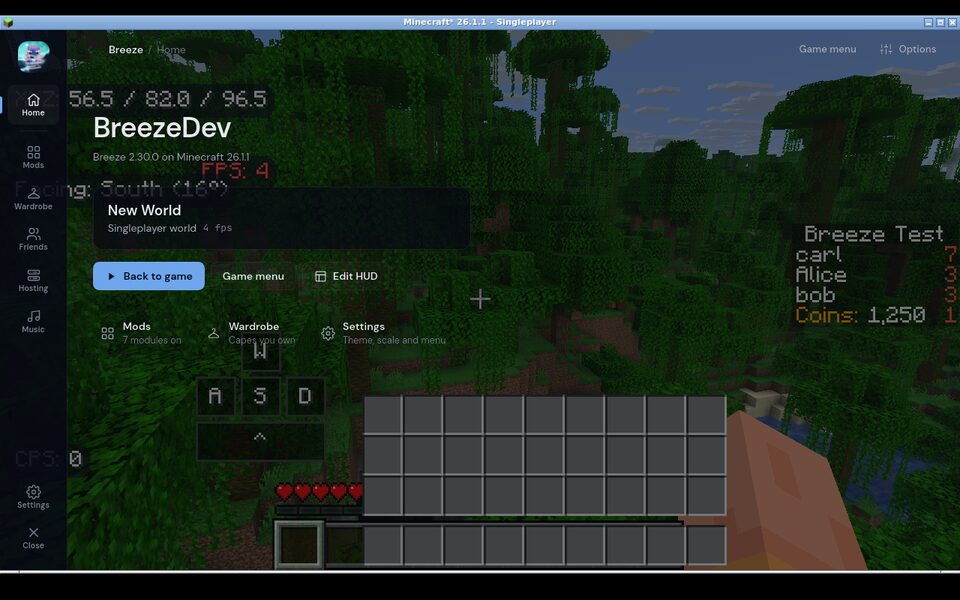 Minecraft* 26.1.1 - Singleplayer
Breeze / Home
Game menu
Options
Home
56.5 / 82.0 / 96.5
BreezeDev
Breeze 2.30.0 on Minecraft 26.1.1
FPS: 4
Mods
Facing: South (16°)
Wardrobe
New World
Singleplayer world 4 fps
Friends
Breeze Test
carl 7
Alice 3
bob 3
Coins: 1,250 1
Back to game
Game menu
Edit HUD
Hosting
Music
Mods
7 modules on
Wardrobe
Capes you own
Settings
Theme, scale and menu
W
A S D
^
CPS: 0
Settings
Close